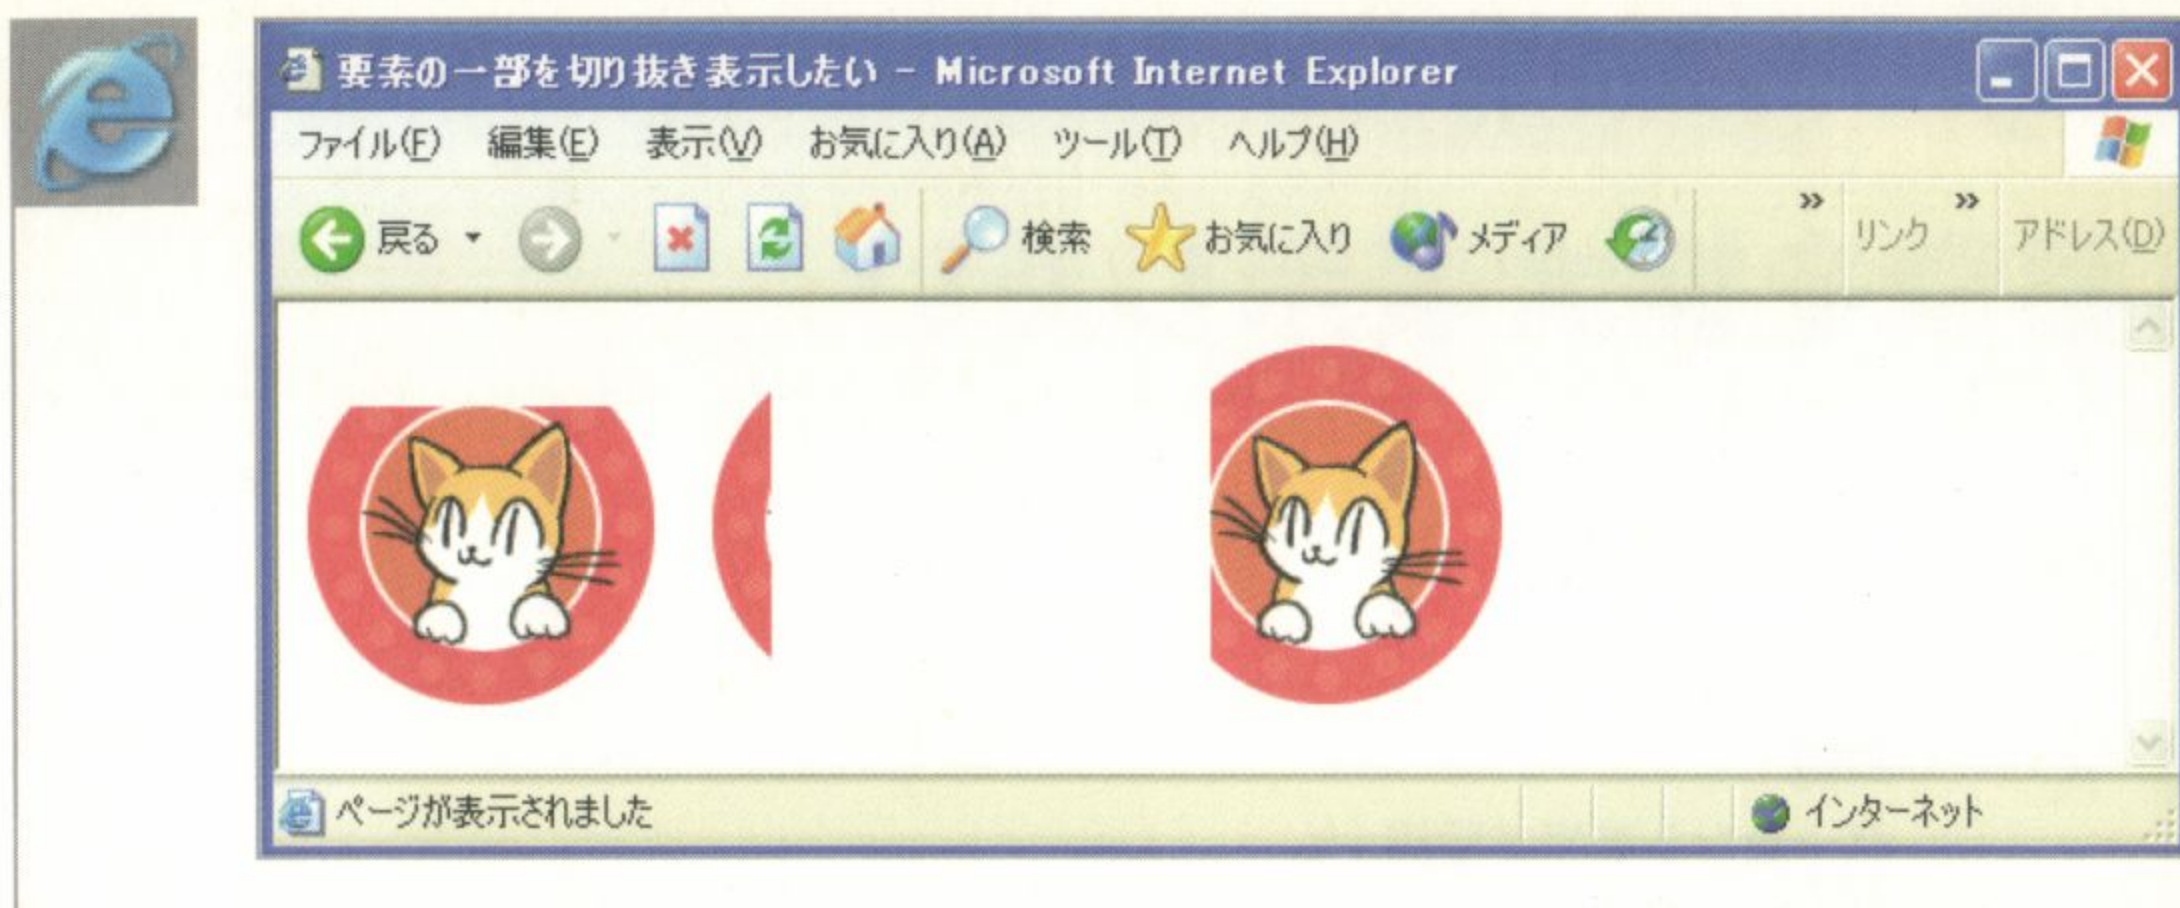 要素の一部を切り抜き表示したい - Microsoft Internet Explorer
ファイル(F) 編集(E) 表示(V) お気に入り(A) ツール(T) ヘルプ(H)
戻る 検索 お気に入り メディア » リンク » アドレス(D)
ページが表示されました インターネット